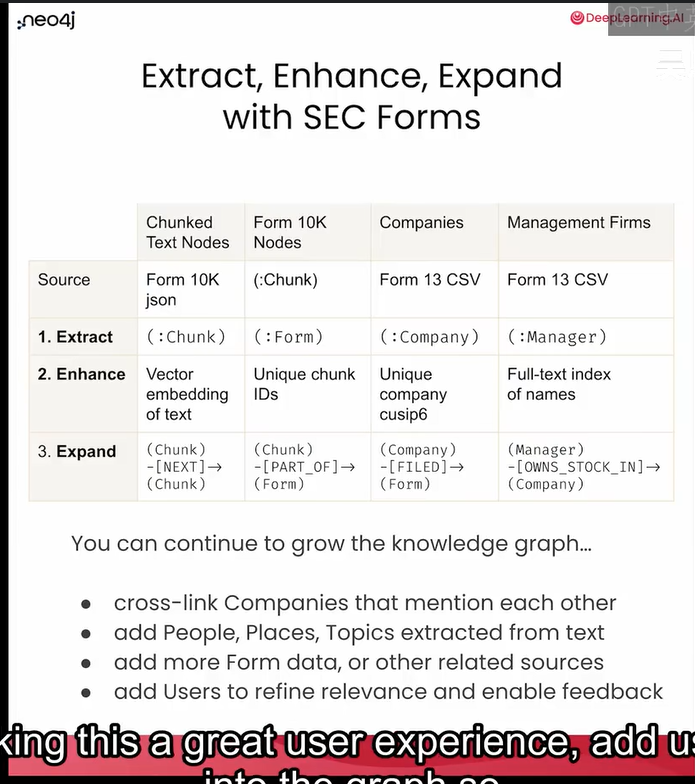 :neo4j
DeepLearning.AI
GPT中
Extract, Enhance, Expand
with SEC Forms
Chunked
Text Nodes
Form 10K
Nodes
Companies
Management Firms
Source
Form 10K
json
(:Chunk)
Form 13 CSV
Form 13 CSV
1. Extract
(:Chunk)
(:Form)
(:Company)
(:Manager)
2. Enhance
Vector
embedding
of text
Unique chunk
IDs
Unique
company
cusip6
Full-text index
of names
3. Expand
(Chunk)
-[NEXT]→
(Chunk)
(Chunk)
-[PART_OF]→
(Form)
(Company)
-[FILED]→
(Form)
(Manager)
-[OWNS_STOCK_IN]→
(Company)
You can continue to grow the knowledge graph...
● cross-link Companies that mention each other
● add People, Places, Topics extracted from text
● add more Form data, or other related sources
● add Users to refine relevance and enable feedback
king this a great user experience, add us
into the graph so